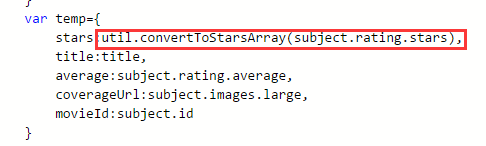 }
var temp={
stars:util.convertToStarsArray(subject.rating.stars),
title:title,
average:subject.rating.average,
coverageUrl:subject.images.large,
movieId:subject.id
}